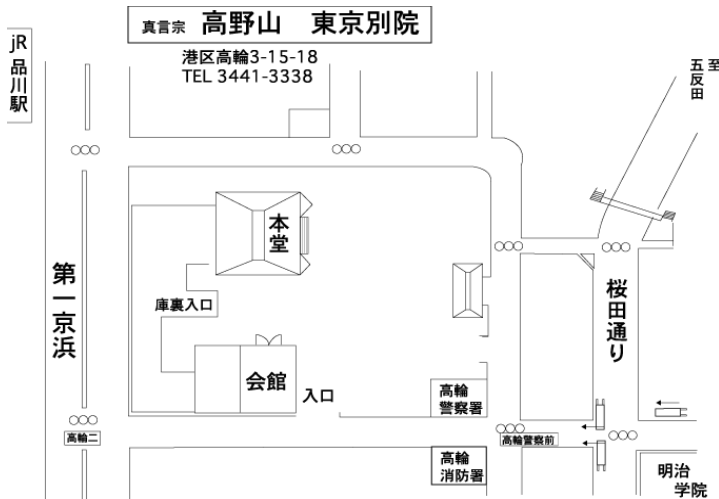 真言宗 高野山 東京別院
港区高輪3-15-18
TEL 3441-3338
jR品川駅
至
五反田
本堂
第一京浜
庫裏入口
桜田通り
会館
入口
高輪
警察署
高輪二
高輪警察前
高輪
消防署
明治
学院